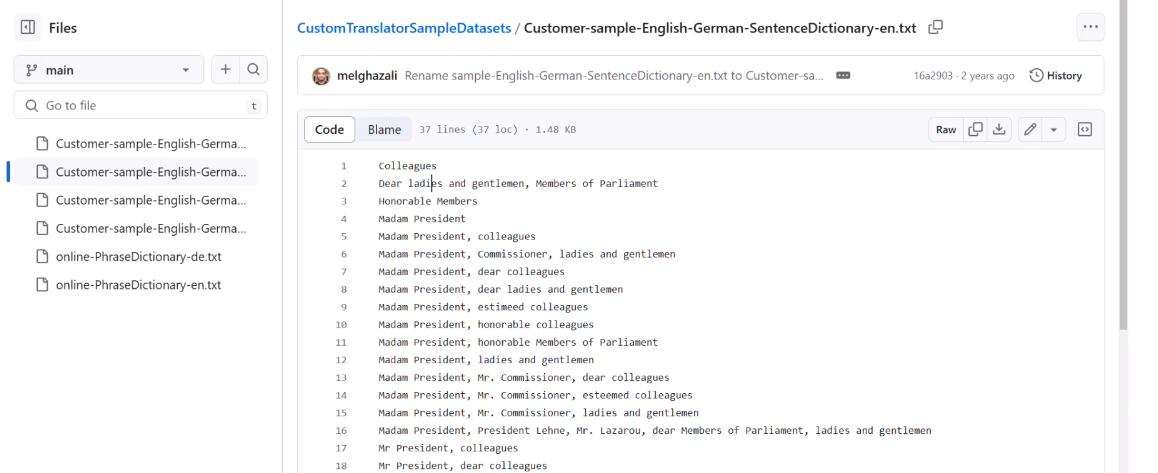 Files
main
Go to file
t
Customer-sample-English-Germa...
Customer-sample-English-Germa...
Customer-sample-English-Germa...
Customer-sample-English-Germa...
online-PhraseDictionary-de.txt
online-PhraseDictionary-en.txt
CustomTranslatorSampleDatasets / Customer-sample-English-German-SentenceDictionary-en.txt
melghazali Rename sample-English-German-SentenceDictionary-en.txt to Customer-sa... 16a2903 · 2 years ago History
Code Blame 37 lines (37 loc) · 1.48 KB Raw
1 Colleagues
2 Dear ladies and gentlemen, Members of Parliament
3 Honorable Members
4 Madam President
5 Madam President, colleagues
6 Madam President, Commissioner, ladies and gentlemen
7 Madam President, dear colleagues
8 Madam President, dear ladies and gentlemen
9 Madam President, estimeed colleagues
10 Madam President, honorable colleagues
11 Madam President, honorable Members of Parliament
12 Madam President, ladies and gentlemen
13 Madam President, Mr. Commissioner, dear colleagues
14 Madam President, Mr. Commissioner, esteemed colleagues
15 Madam President, Mr. Commissioner, ladies and gentlemen
16 Madam President, President Lehne, Mr. Lazarou, dear Members of Parliament, ladies and gentlemen
17 Mr President, colleagues
18 Mr President, dear colleagues